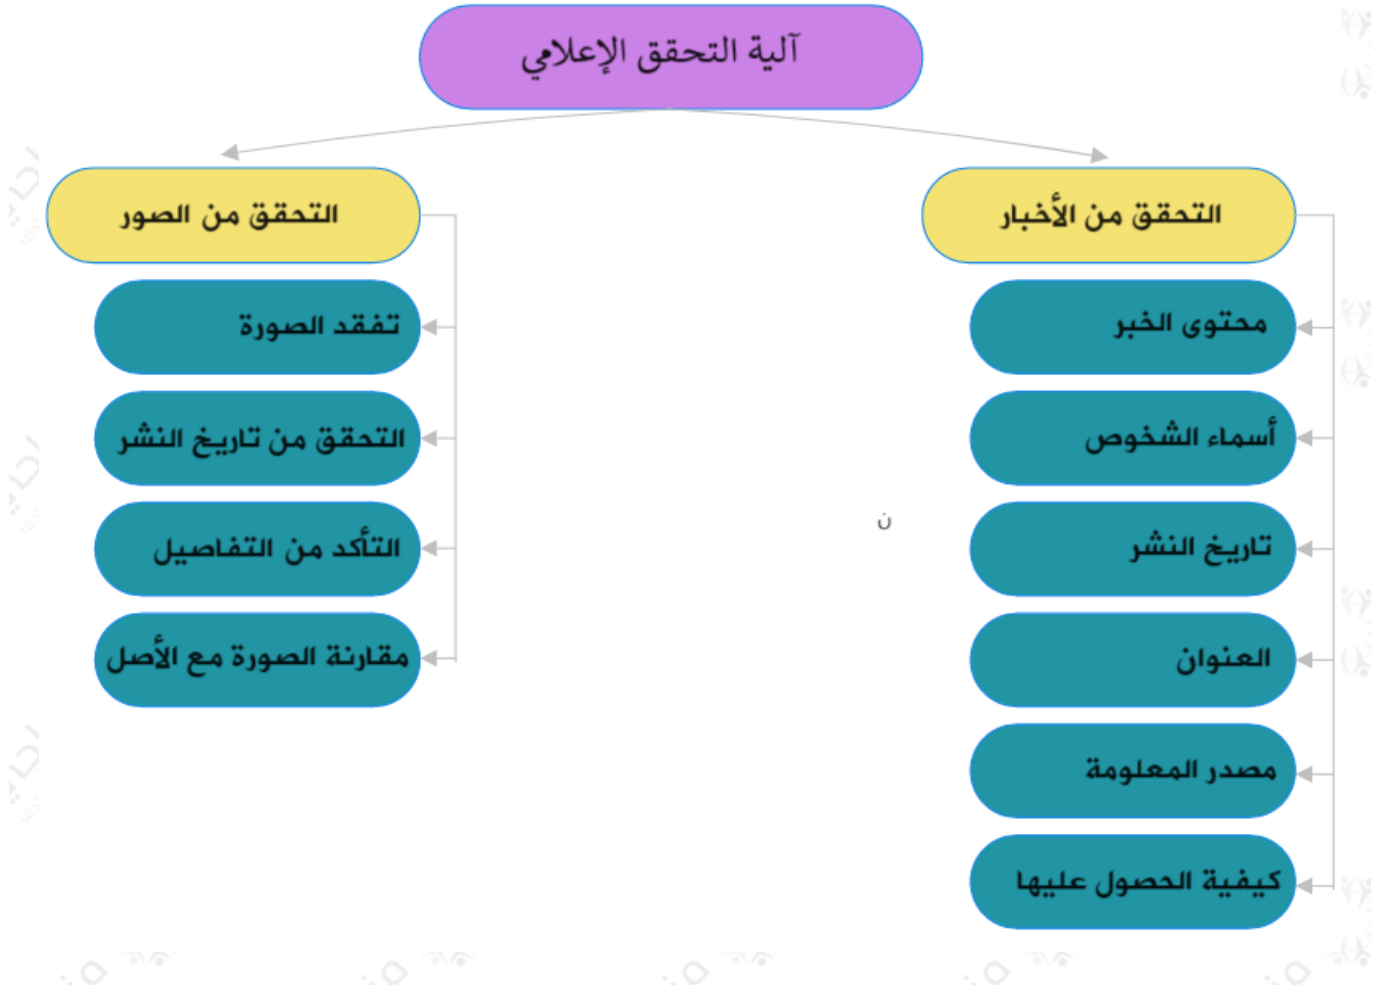 آلية التحقق الإعلامي
التحقق من الأخبار
محتوى الخبر
أسماء الشخوص
تاريخ النشر
العنوان
مصدر المعلومة
كيفية الحصول عليها
ن
التحقق من الصور
تفقد الصورة
التحقق من تاريخ النشر
التأكد من التفاصيل
مقارنة الصورة مع الأصل